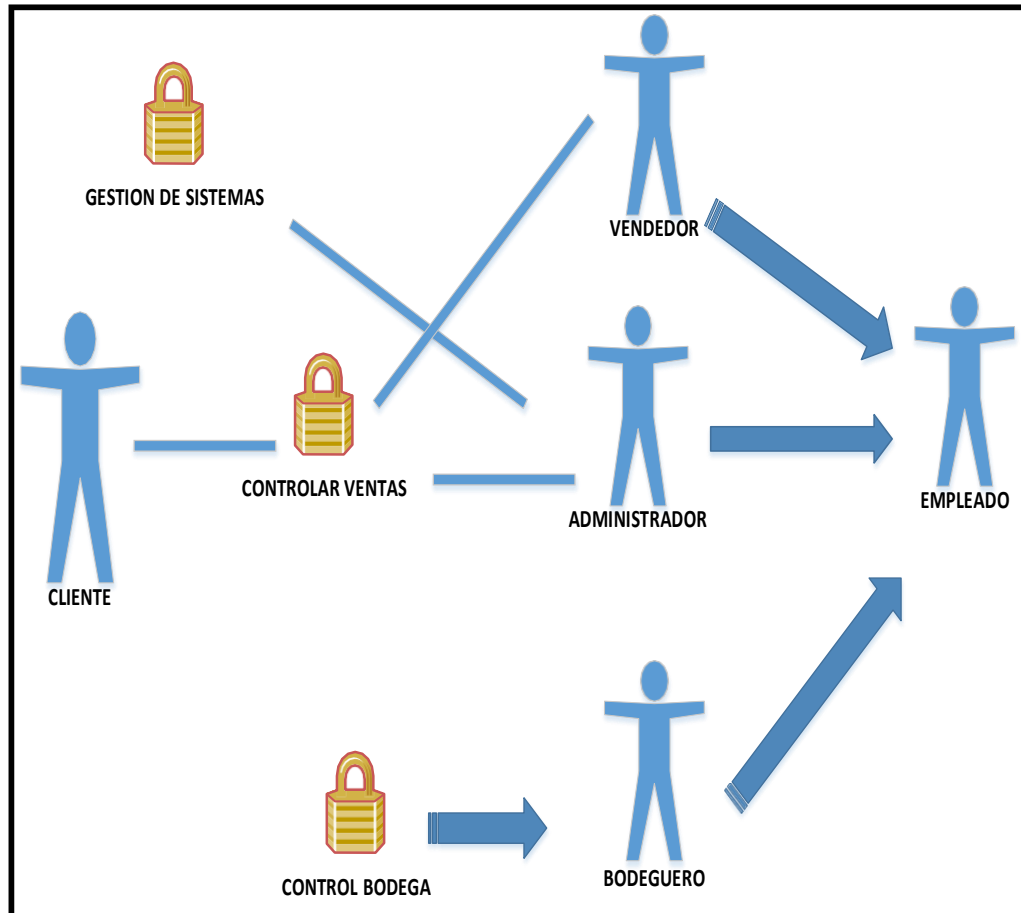 GESTION DE SISTEMAS
VENDEDOR
CONTROLAR VENTAS
ADMINISTRADOR
EMPLEADO
CLIENTE
CONTROL BODEGA
BODEGUERO